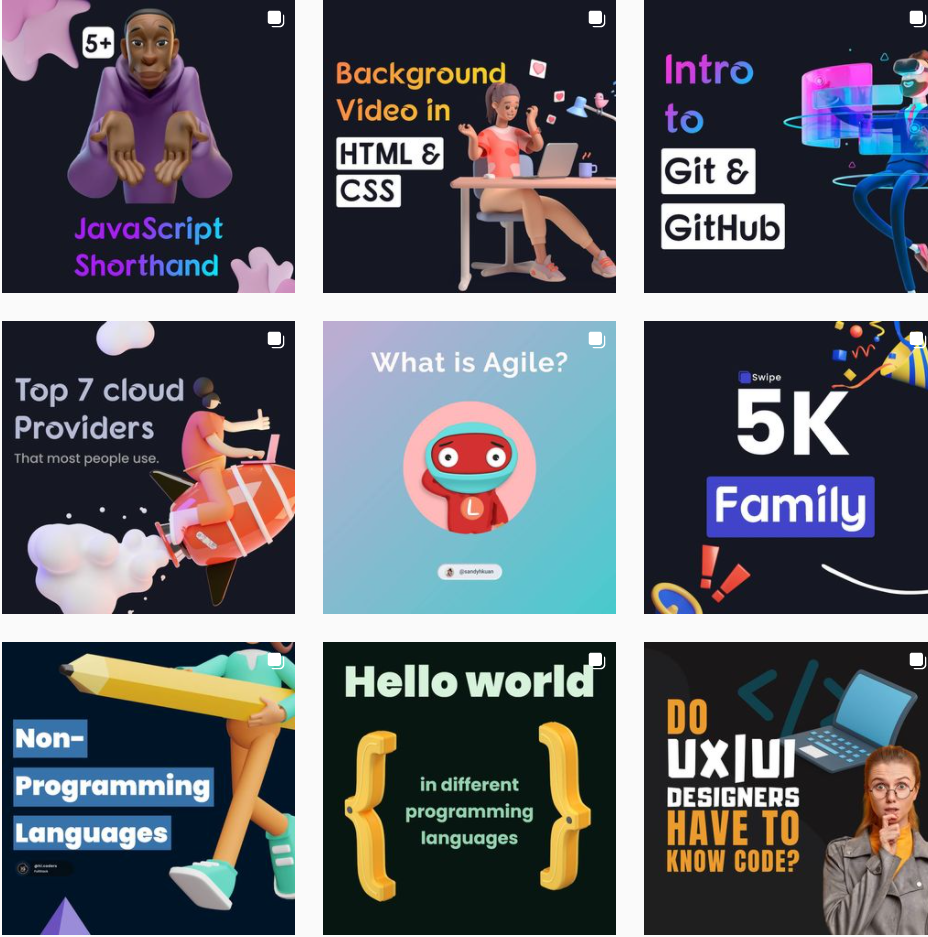 5+
JavaScript
Shorthand
Background
Video in
HTML &
CSS
Intro
to
Git &
GitHub
Top 7 cloud
Providers
That most people use.
What is Agile?
L
@sandyhkuan
Swipe
5K
Family
Non-
Programming
Languages
Hello world
in different
programming
languages
DO
UX|UI
DESIGNERS
HAVE TO
KNOW CODE?